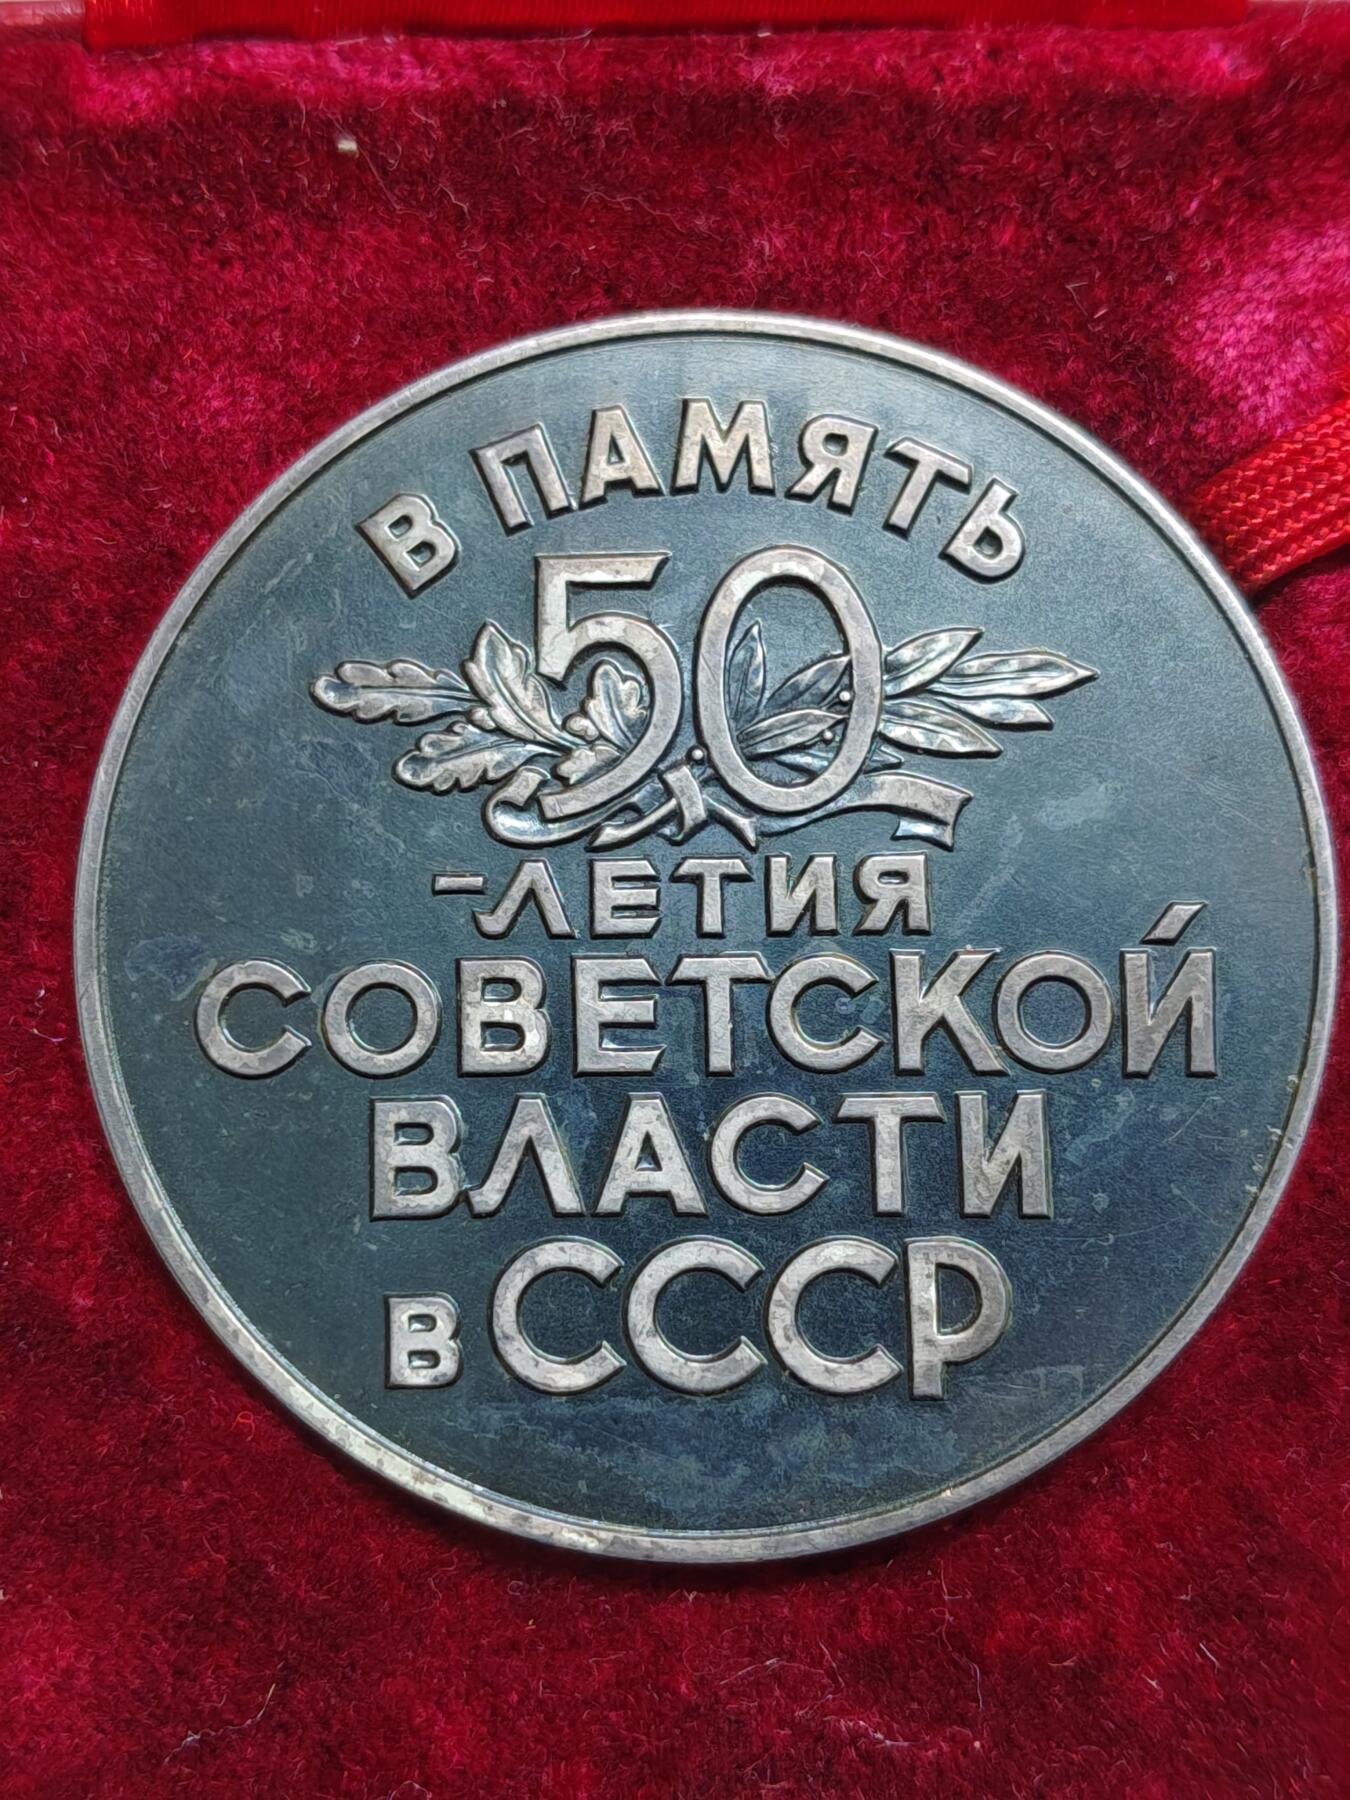 В ПАМЯТЬ
50
-ЛЕТИЯ
СОВЕТСКОЙ
ВЛАСТИ
В СССР